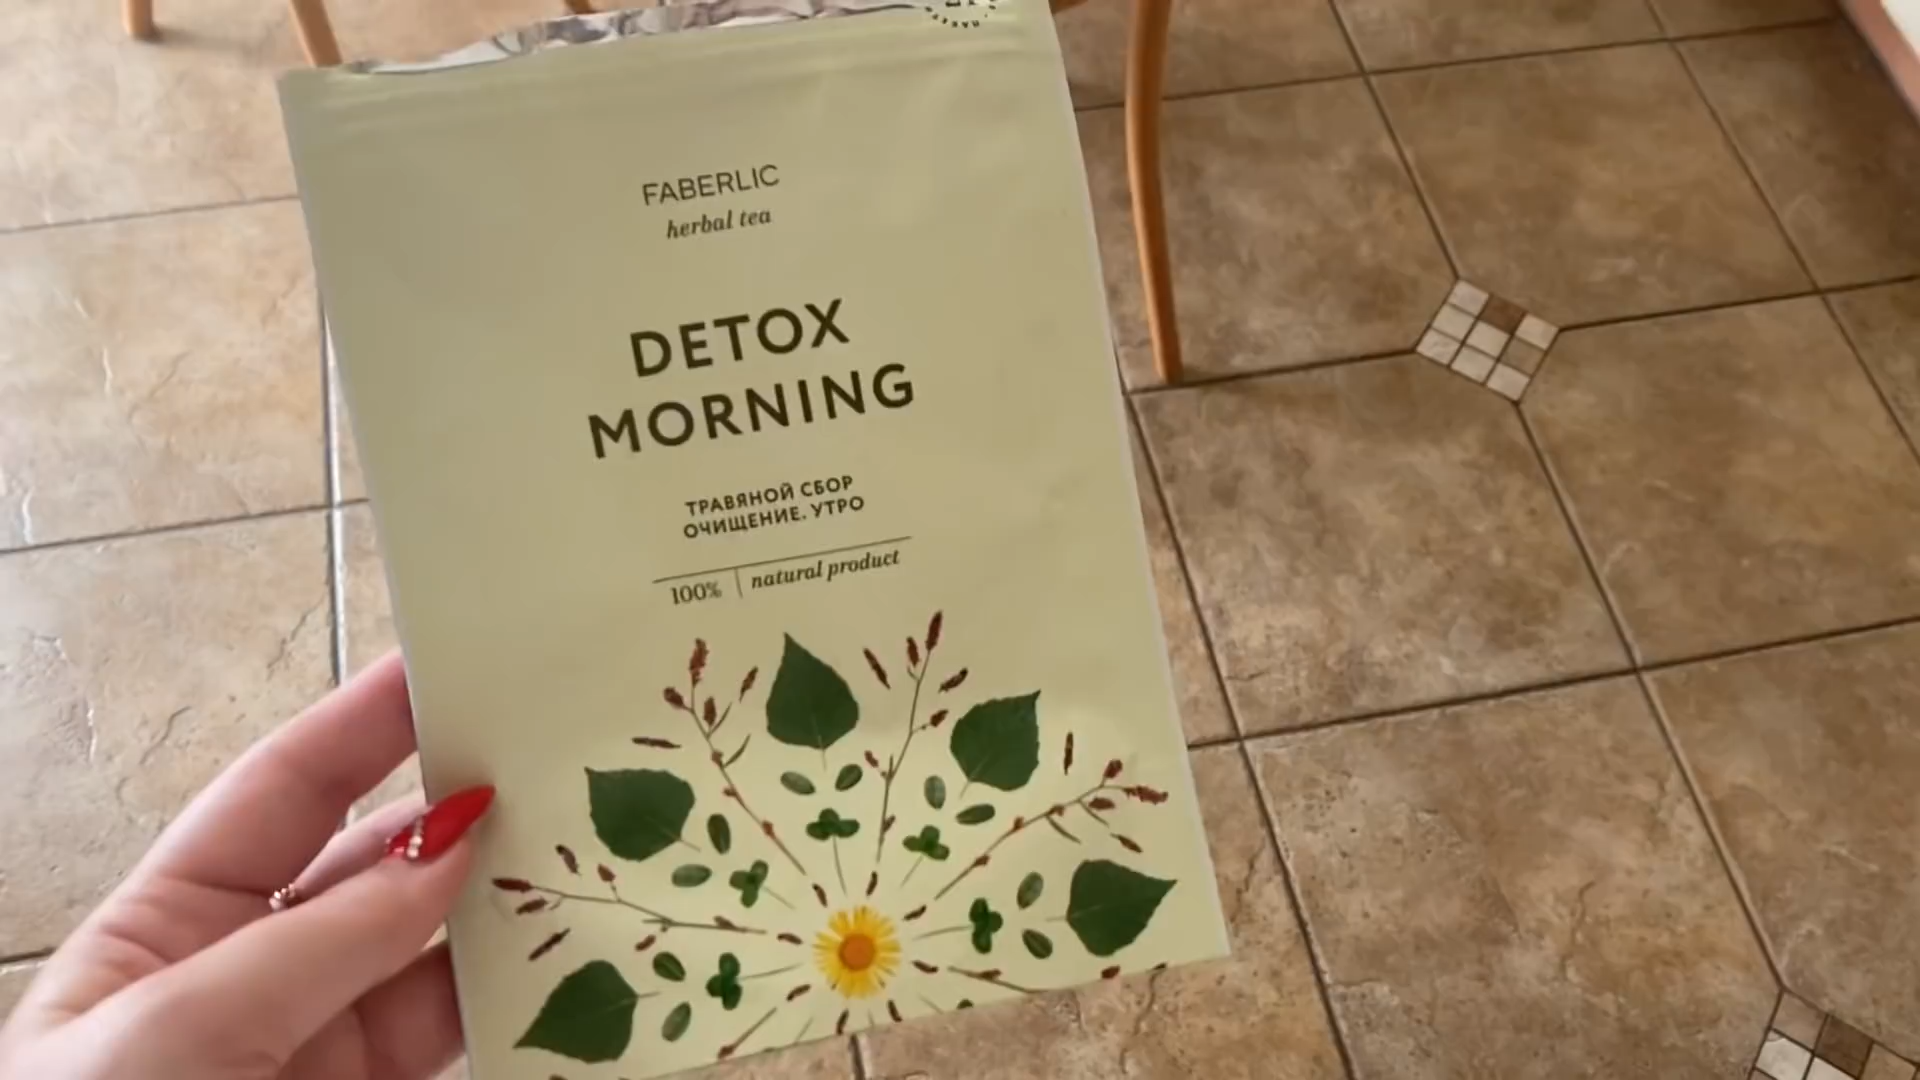 FABERLIC
herbal tea
DETOX
MORNING
ТРАВЯНОЙ СБОР
ОЧИЩЕНИЕ. УТРО
100% natural product